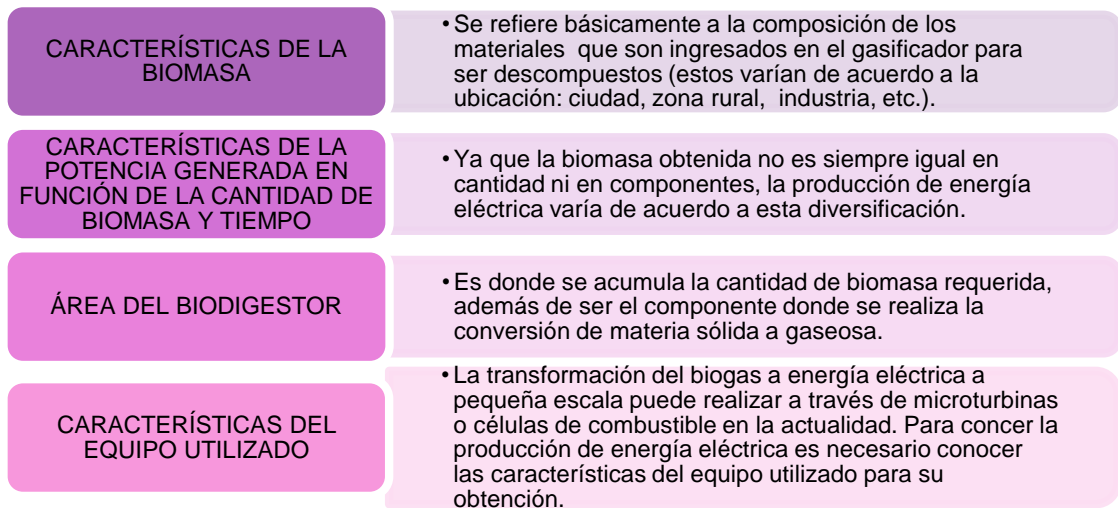 CARACTERÍSTICAS DE LA
BIOMASA
•Se refiere básicamente a la composición de los
materiales que son ingresados en el gasificador para
ser descompuestos (estos varían de acuerdo a la
ubicación: ciudad, zona rural, industria, etc.).
CARACTERÍSTICAS DE LA
POTENCIA GENERADA EN
FUNCIÓN DE LA CANTIDAD DE
BIOMASA Y TIEMPO
•Ya que la biomasa obtenida no es siempre igual en
cantidad ni en componentes, la producción de energía
eléctrica varía de acuerdo a esta diversificación.
ÁREA DEL BIODIGESTOR
•Es donde se acumula la cantidad de biomasa requerida,
además de ser el componente donde se realiza la
conversión de materia sólida a gaseosa.
CARACTERÍSTICAS DEL
EQUIPO UTILIZADO
•La transformación del biogas a energía eléctrica a
pequeña escala puede realizar a través de microturbinas
o células de combustible en la actualidad. Para concer la
producción de energía eléctrica es necesario conocer
las características del equipo utilizado para su
obtención.